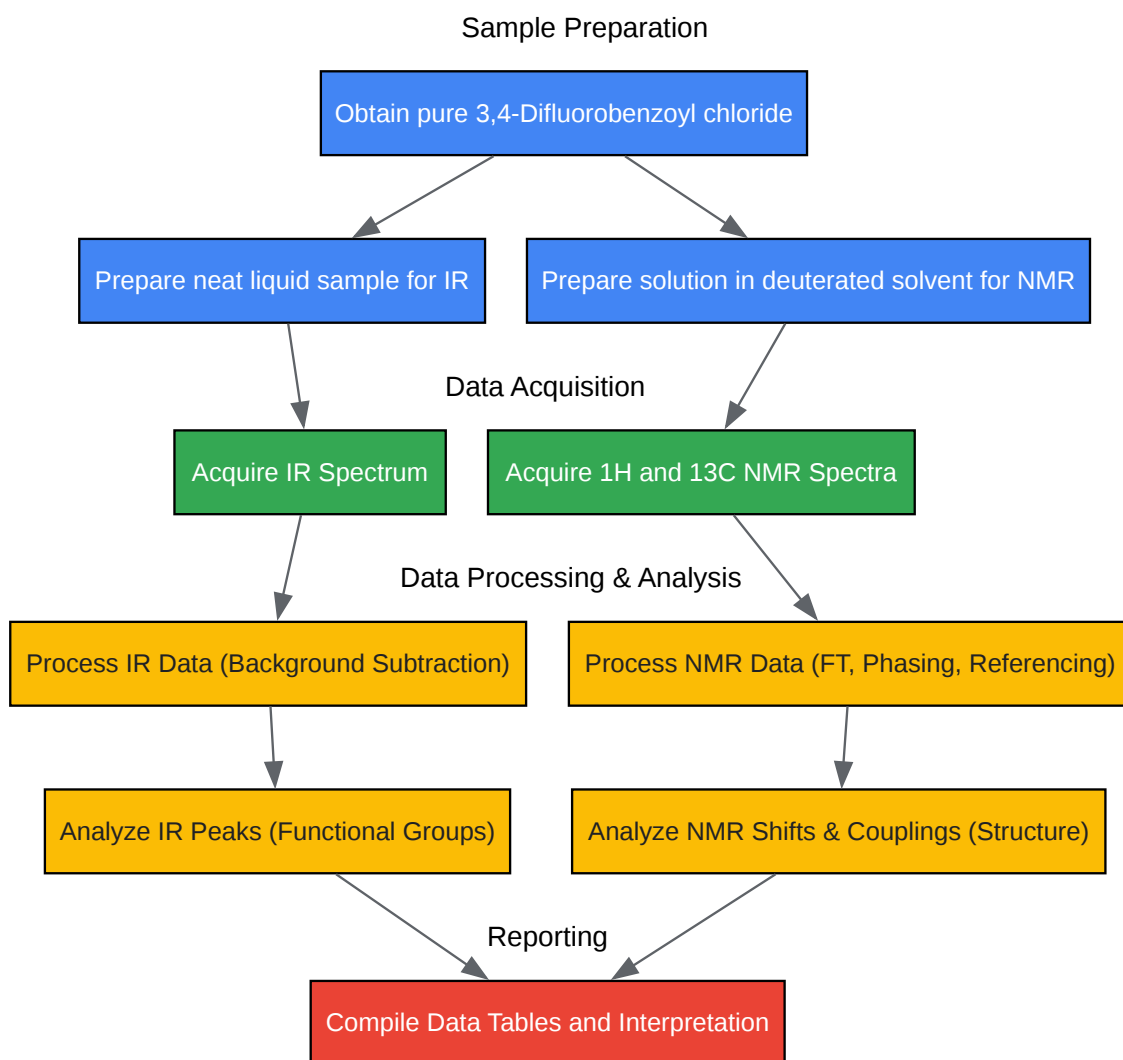 Sample Preparation
Obtain pure 3,4-Difluorobenzoyl chloride
Prepare neat liquid sample for IR
Prepare solution in deuterated solvent for NMR
Data Acquisition
Acquire IR Spectrum
Acquire 1H and 13C NMR Spectra
Data Processing & Analysis
Process IR Data (Background Subtraction)
Process NMR Data (FT, Phasing, Referencing)
Analyze IR Peaks (Functional Groups)
Analyze NMR Shifts & Couplings (Structure)
Reporting
Compile Data Tables and Interpretation